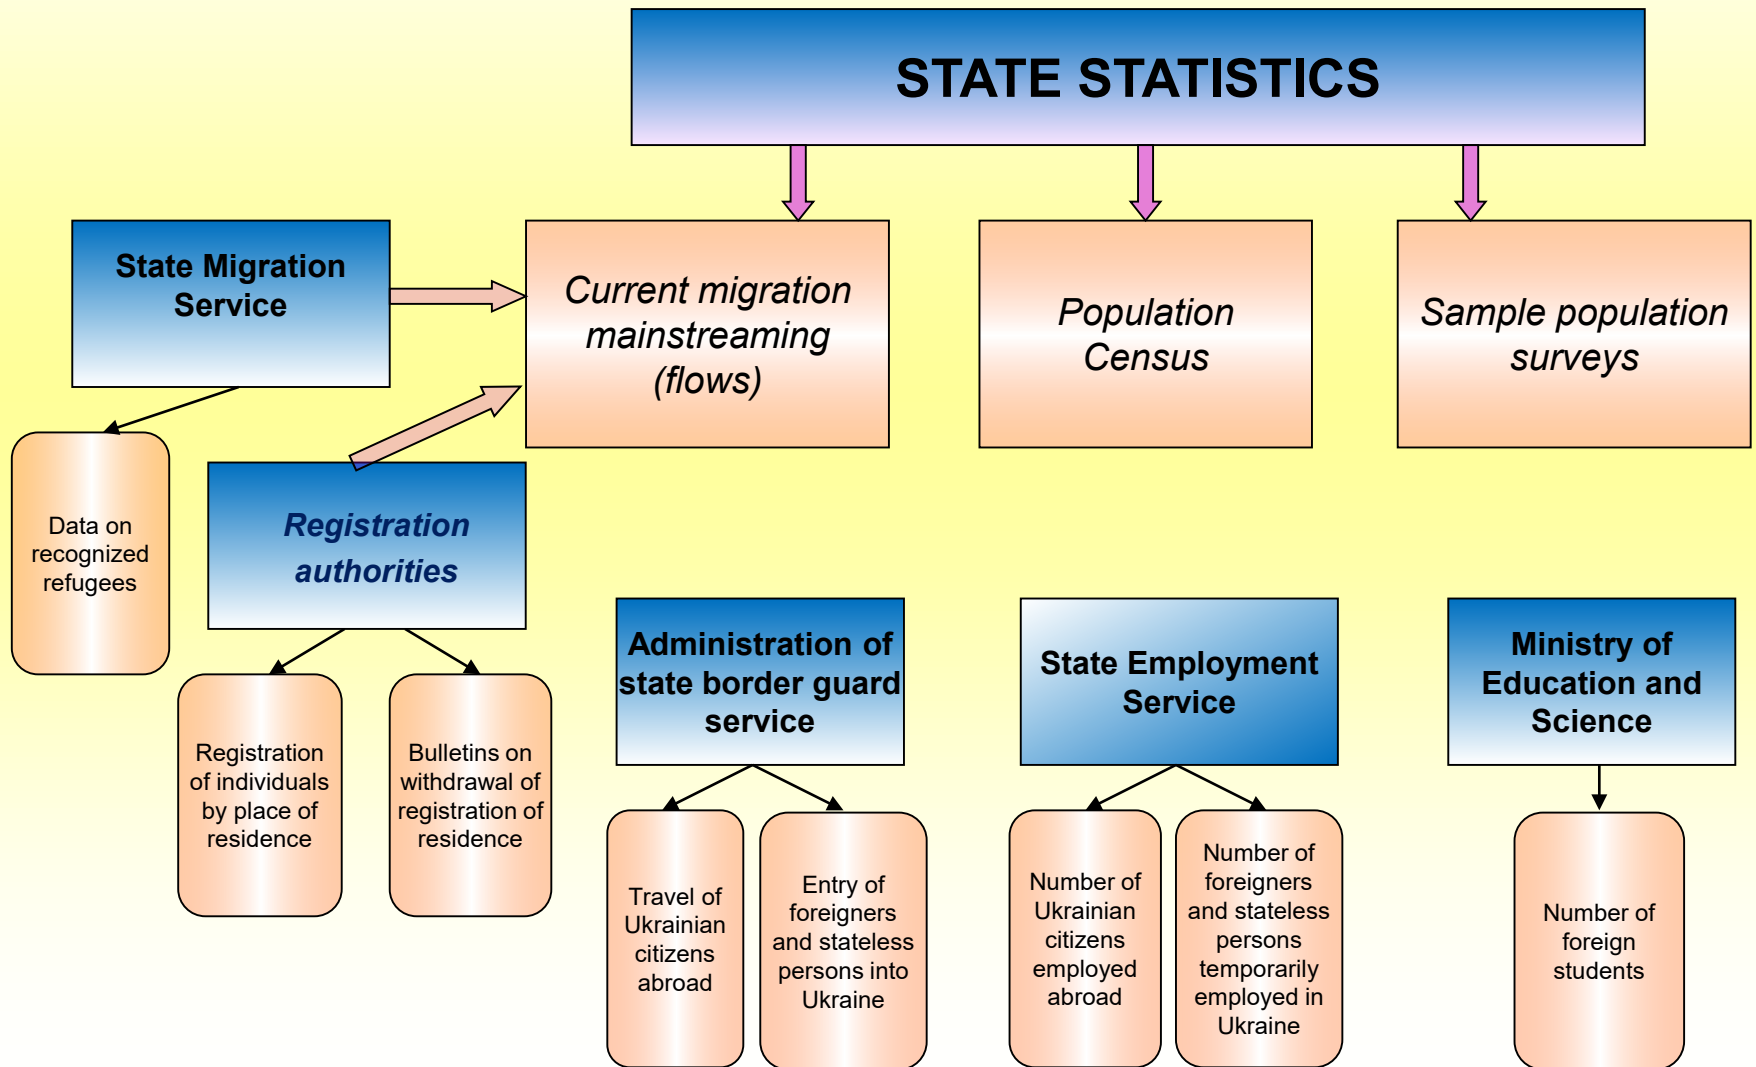 STATE STATISTICS
State Migration
Service
Current migration
mainstreaming
(flows)
Population
Census
Sample population
surveys
Data on
recognized
refugees
Registration
authorities
Registration
of individuals
by place of
residence
Bulletins on
withdrawal of
registration of
residence
Administration of
state border guard
service
Travel of
Ukrainian
citizens
abroad
Entry of
foreigners
and stateless
persons into
Ukraine
State Employment
Service
Number of
Ukrainian
citizens
employed
abroad
Number of
foreigners
and stateless
persons
temporarily
employed in
Ukraine
Ministry of
Education and
Science
Number of
foreign
students